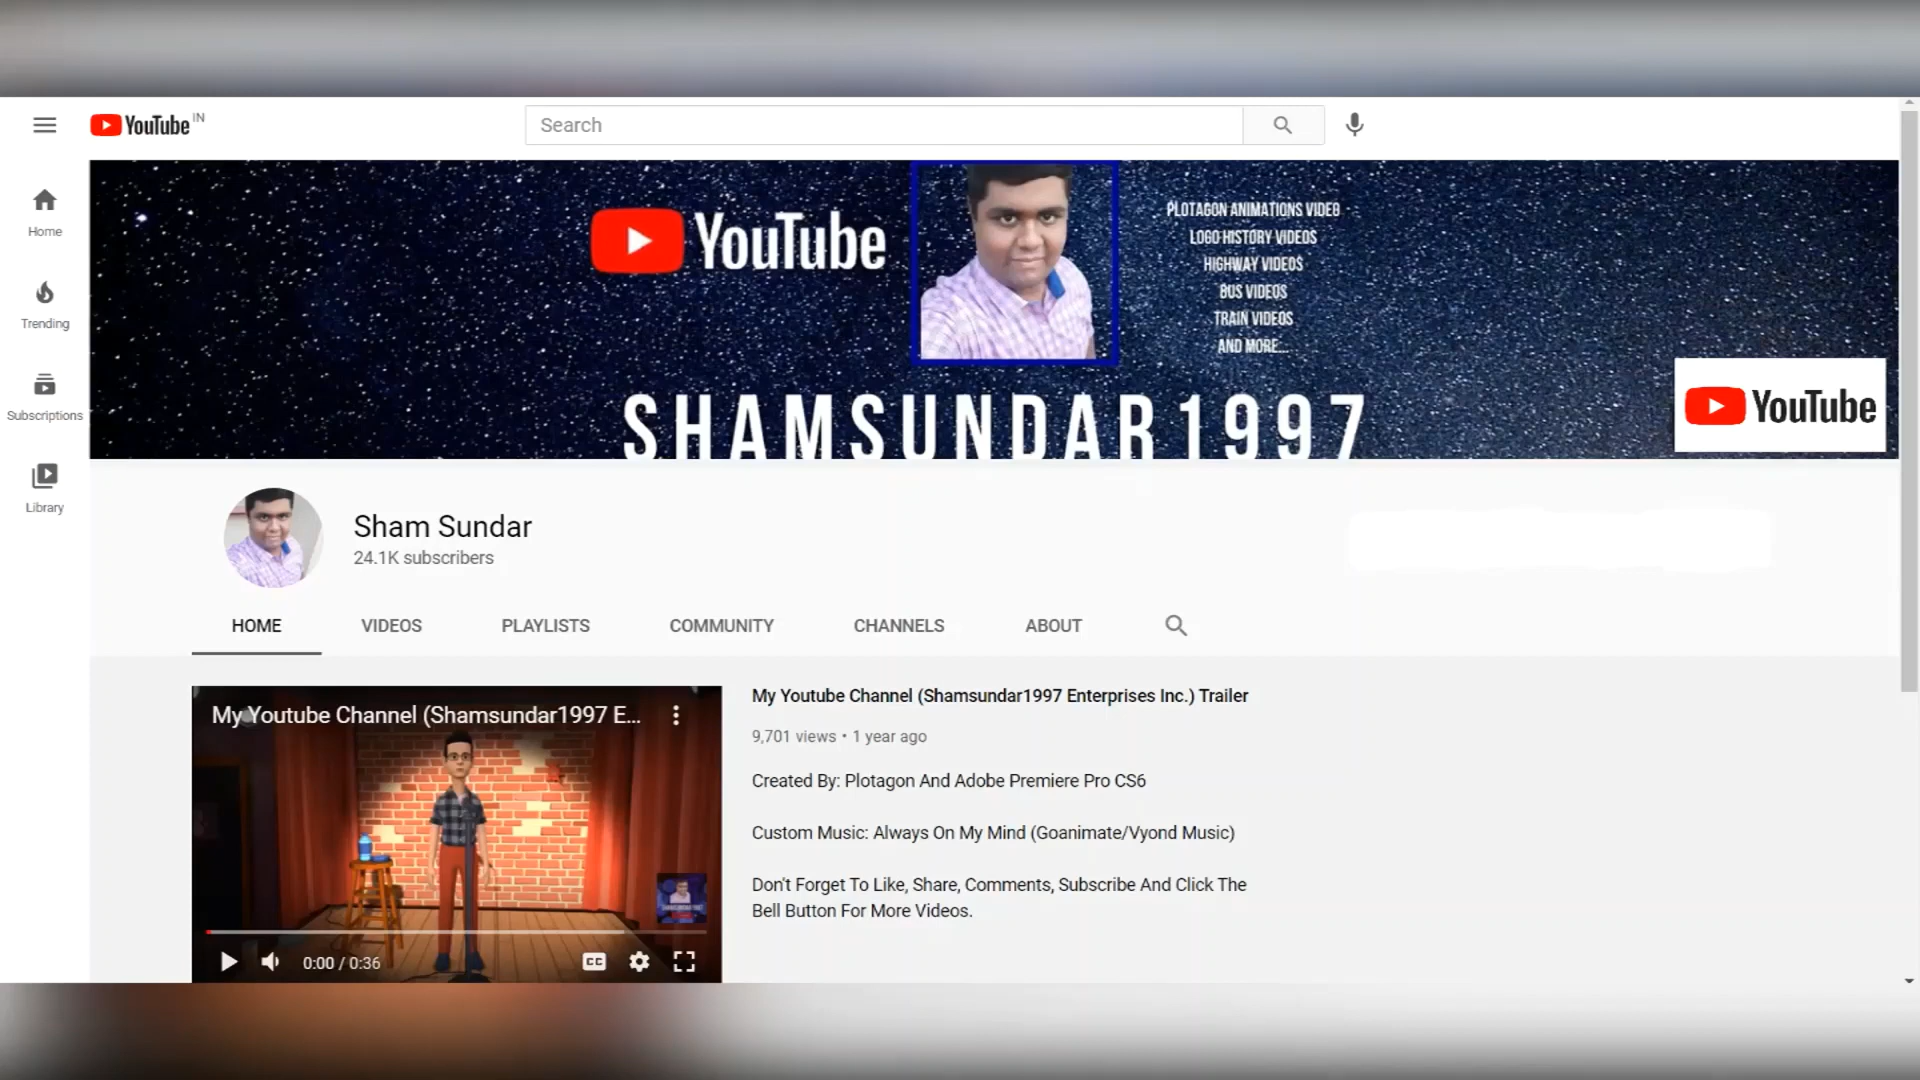 YouTube IN
Search
Home
Trending
Subscriptions
Library
YouTube
PLOTAGON ANIMATIONS VIDEO
LOGO HISTORY VIDEOS
HIGHWAY VIDEOS
BUS VIDEOS
TRAIN VIDEOS
AND MORE...
SHAMSUNDAR1997
YouTube
Sham Sundar
24.1K subscribers
HOME VIDEOS PLAYLISTS COMMUNITY CHANNELS ABOUT
My Youtube Channel (Shamsundar1997 E...
0:00 / 0:36
CC
My Youtube Channel (Shamsundar1997 Enterprises Inc.) Trailer
9,701 views • 1 year ago
Created By: Plotagon And Adobe Premiere Pro CS6
Custom Music: Always On My Mind (Goanimate/Vyond Music)
Don't Forget To Like, Share, Comments, Subscribe And Click The
Bell Button For More Videos.